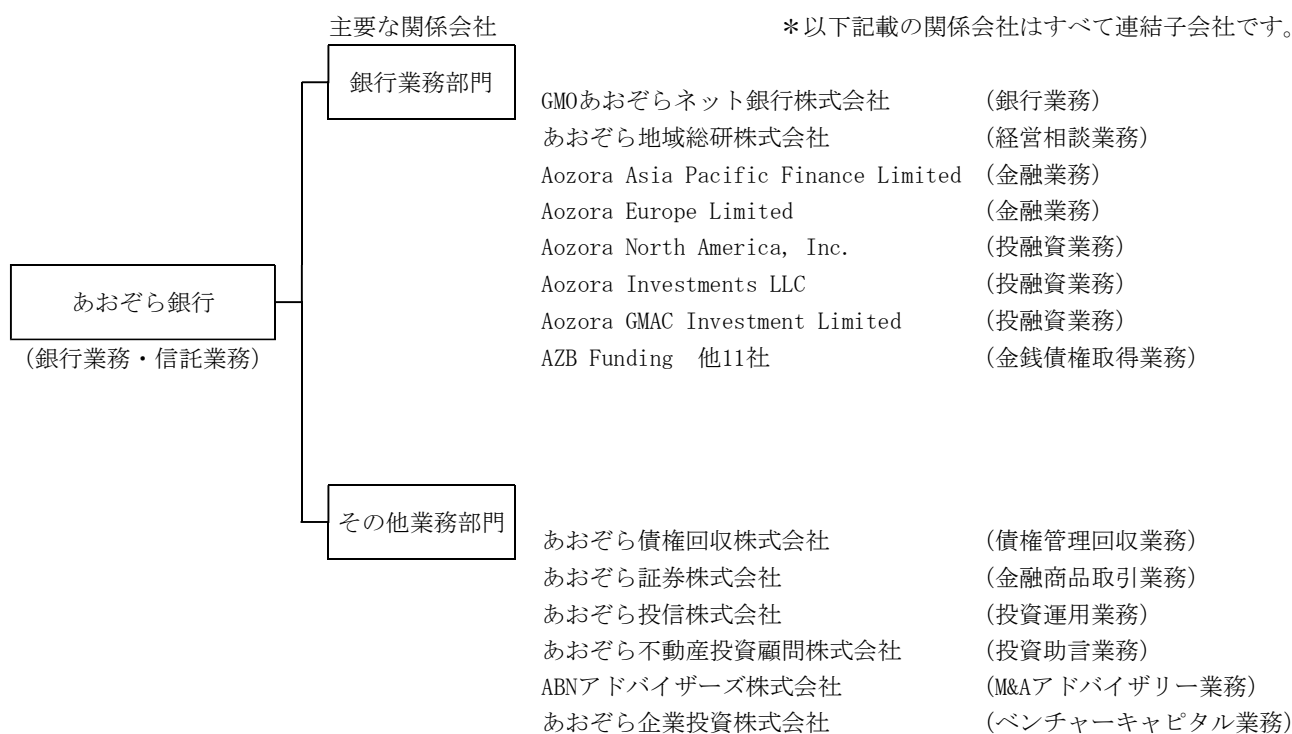 主要な関係会社 ＊以下記載の関係会社はすべて連結子会社です。
銀行業務部門
GMOあおぞらネット銀行株式会社 （銀行業務）
あおぞら地域総研株式会社 （経営相談業務）
Aozora Asia Pacific Finance Limited （金融業務）
Aozora Europe Limited （金融業務）
Aozora North America, Inc. （投融資業務）
Aozora Investments LLC （投融資業務）
Aozora GMAC Investment Limited （投融資業務）
AZB Funding 他11社 （金銭債権取得業務）
あおぞら銀行
（銀行業務・信託業務）
その他業務部門
あおぞら債権回収株式会社 （債権管理回収業務）
あおぞら証券株式会社 （金融商品取引業務）
あおぞら投信株式会社 （投資運用業務）
あおぞら不動産投資顧問株式会社 （投資助言業務）
ABNアドバイザーズ株式会社 （M&Aアドバイザリー業務）
あおぞら企業投資株式会社 （ベンチャーキャピタル業務）